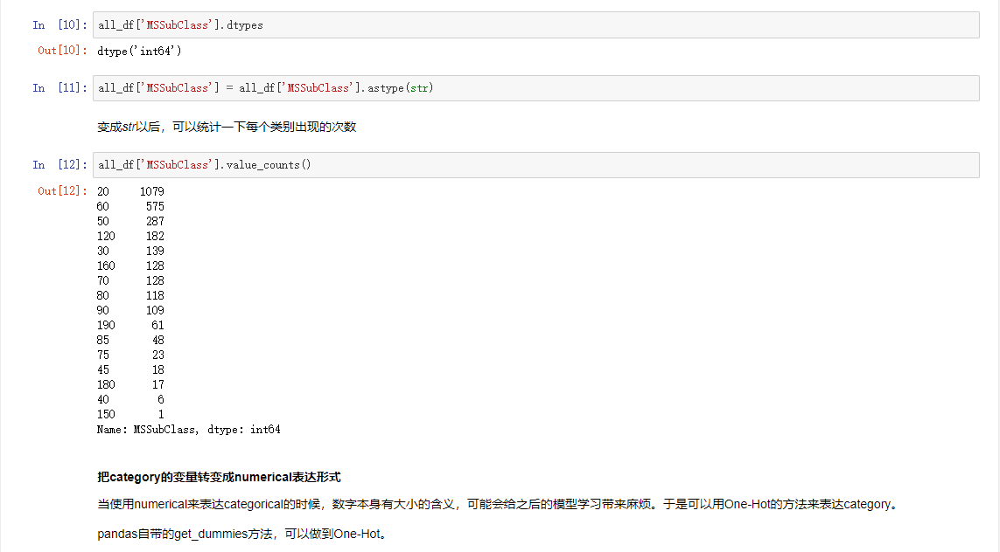 In [10]: all_df['MSSubClass'].dtypes
Out[10]: dtype('int64')
In [11]: all_df['MSSubClass'] = all_df['MSSubClass'].astype(str)
变成str以后，可以统计一下每个类别出现的次数
In [12]: all_df['MSSubClass'].value_counts()
Out[12]: 20 1079
60 575
50 287
120 182
30 139
160 128
70 128
80 118
90 109
190 61
85 48
75 23
45 18
180 17
40 6
150 1
Name: MSSubClass, dtype: int64
把category的变量转变成numerical表达形式
当使用numerical来表达categorical的时候，数字本身有大小的含义，可能会给之后的模型学习带来麻烦。于是可以用One-Hot的方法来表达category。
pandas自带的get_dummies方法，可以做到One-Hot。